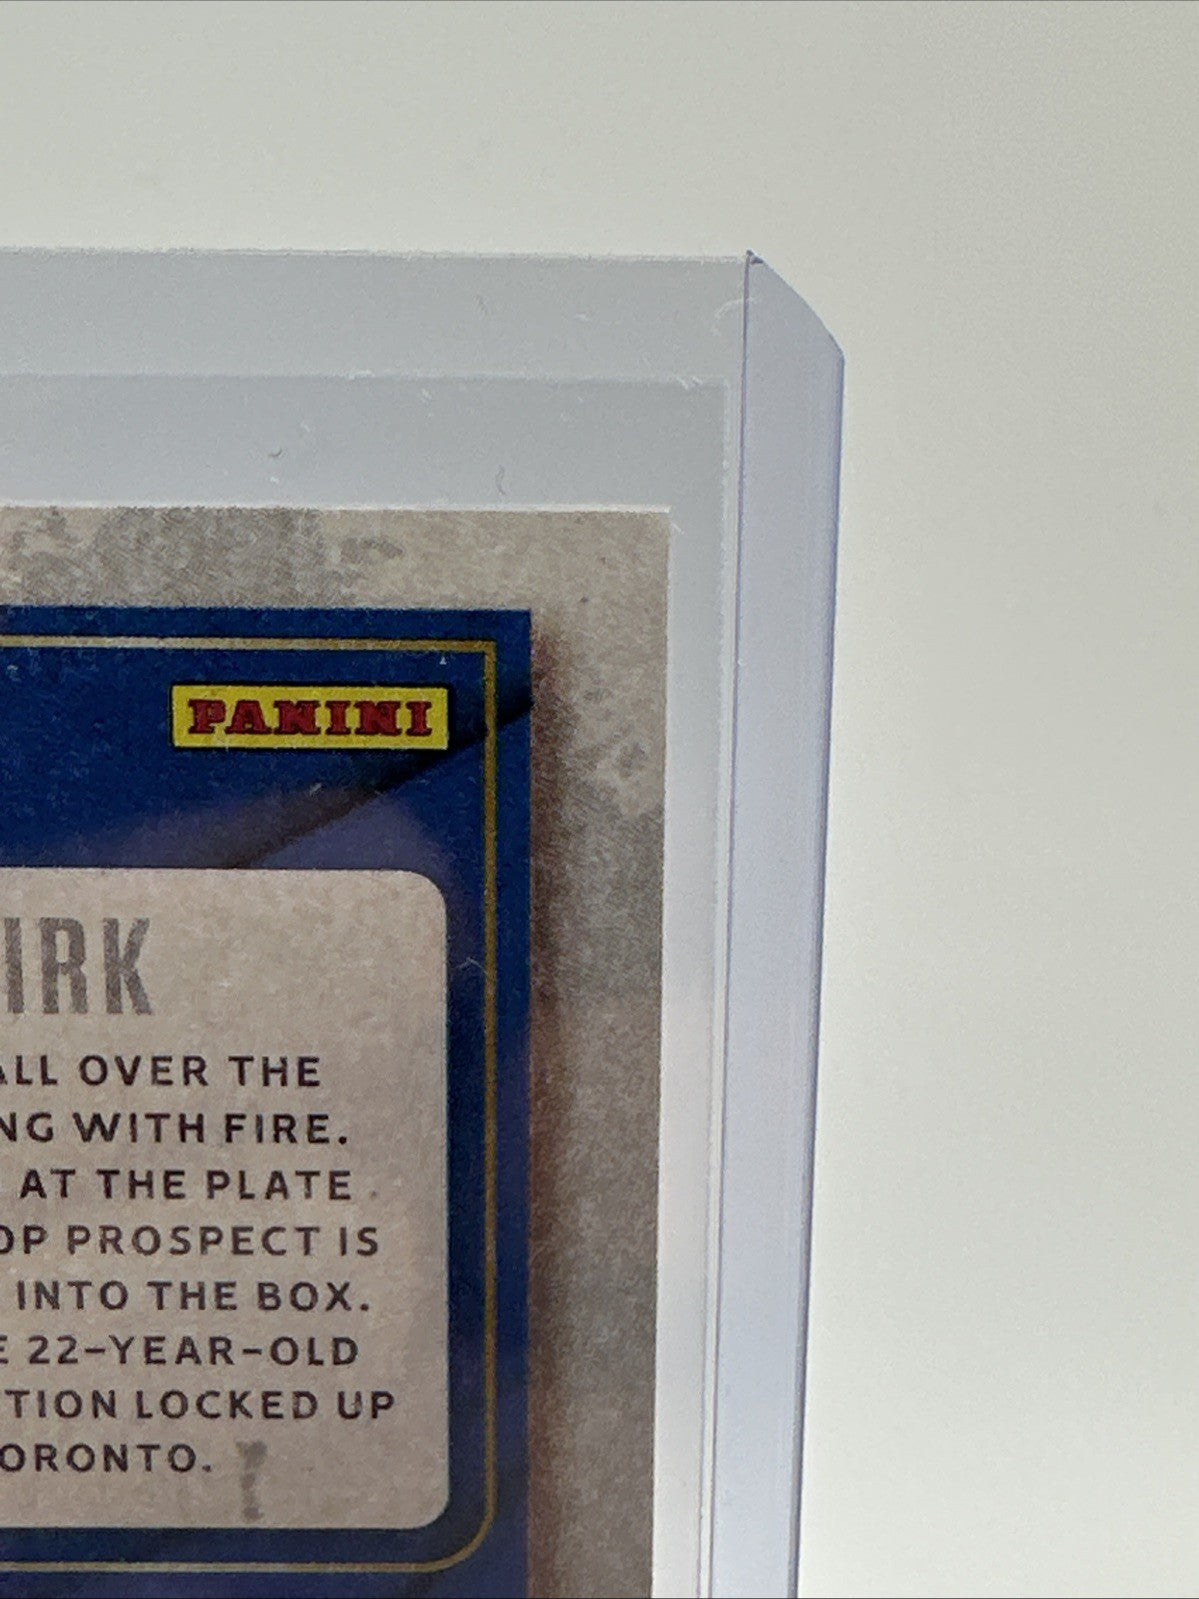 PANINI
IRK
ALL OVER THE
NG WITH FIRE.
AT THE PLATE
OP PROSPECT IS
INTO THE BOX.
E 22-YEAR-OLD
TION LOCKED UP
ORONTO.